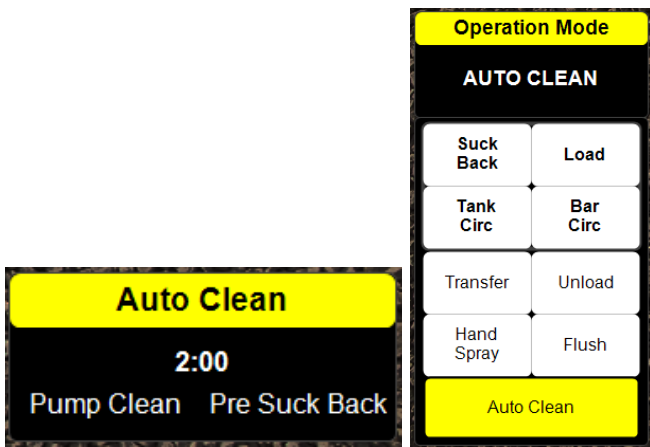 Auto Clean
2:00
Pump Clean Pre Suck Back
Operation Mode
AUTO CLEAN
Suck
Back
Load
Tank
Circ
Bar
Circ
Transfer
Unload
Hand
Spray
Flush
Auto Clean